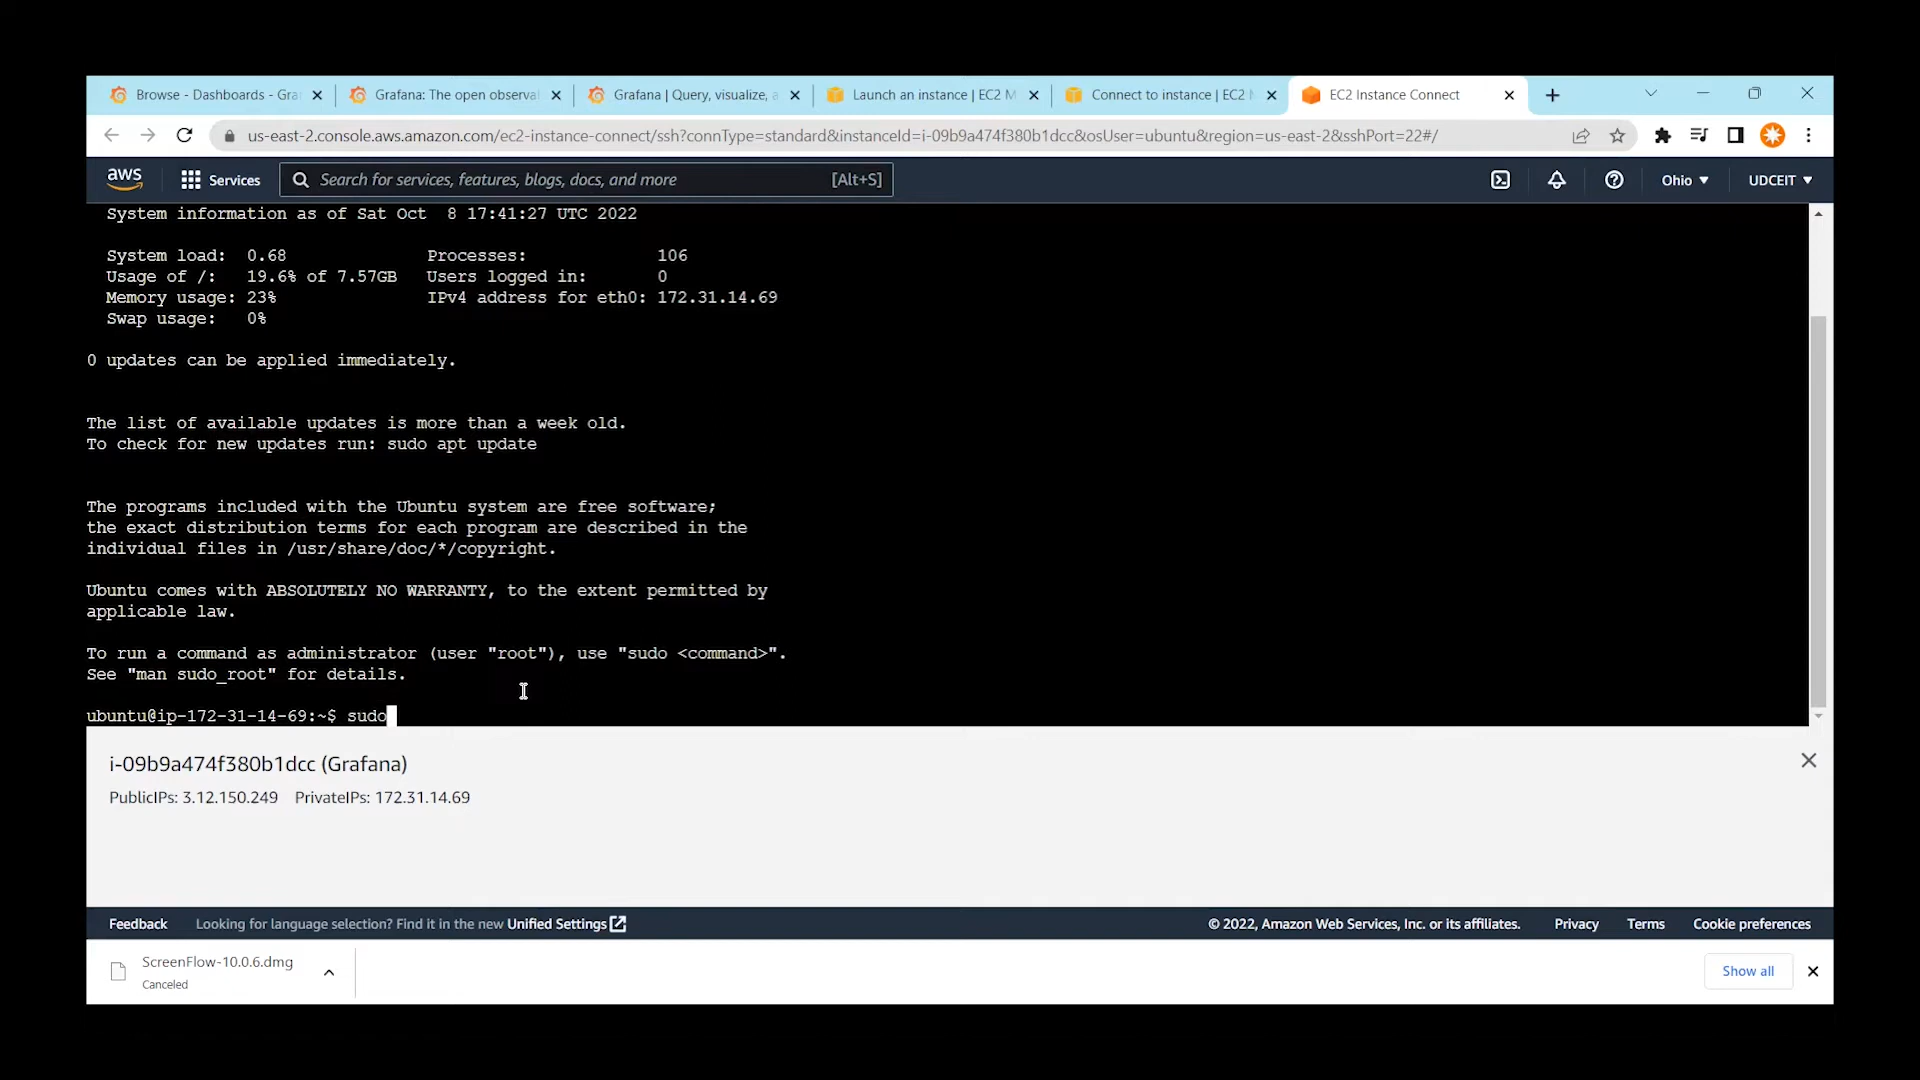 Browse - Dashboards - Gra
Grafana: The open observa
Grafana | Query, visualize, a
Launch an instance | EC2 M
Connect to instance | EC2 M
EC2 Instance Connect
us-east-2.console.aws.amazon.com/ec2-instance-connect/ssh?connType=standard&instanceId=i-09b9a474f380b1dcc&osUser=ubuntu&region=us-east-2&sshPort=22#/
aws
Services
Search for services, features, blogs, docs, and more
[Alt+S]
Ohio
UDCEIT
System information as of Sat Oct  8 17:41:27 UTC 2022
System load:  0.68              Processes:             106
Usage of /:   19.6% of 7.57GB   Users logged in:       0
Memory usage: 23%               IPv4 address for eth0: 172.31.14.69
Swap usage:   0%
0 updates can be applied immediately.
The list of available updates is more than a week old.
To check for new updates run: sudo apt update
The programs included with the Ubuntu system are free software;
the exact distribution terms for each program are described in the
individual files in /usr/share/doc/*/copyright.
Ubuntu comes with ABSOLUTELY NO WARRANTY, to the extent permitted by
applicable law.
To run a command as administrator (user "root"), use "sudo <command>".
See "man sudo_root" for details.
ubuntu@ip-172-31-14-69:~$ sudo
i-09b9a474f380b1dcc (Grafana)
PublicIPs: 3.12.150.249    PrivateIPs: 172.31.14.69
Feedback
Looking for language selection? Find it in the new Unified Settings
© 2022, Amazon Web Services, Inc. or its affiliates.
Privacy
Terms
Cookie preferences
ScreenFlow-10.0.6.dmg
Canceled
Show all